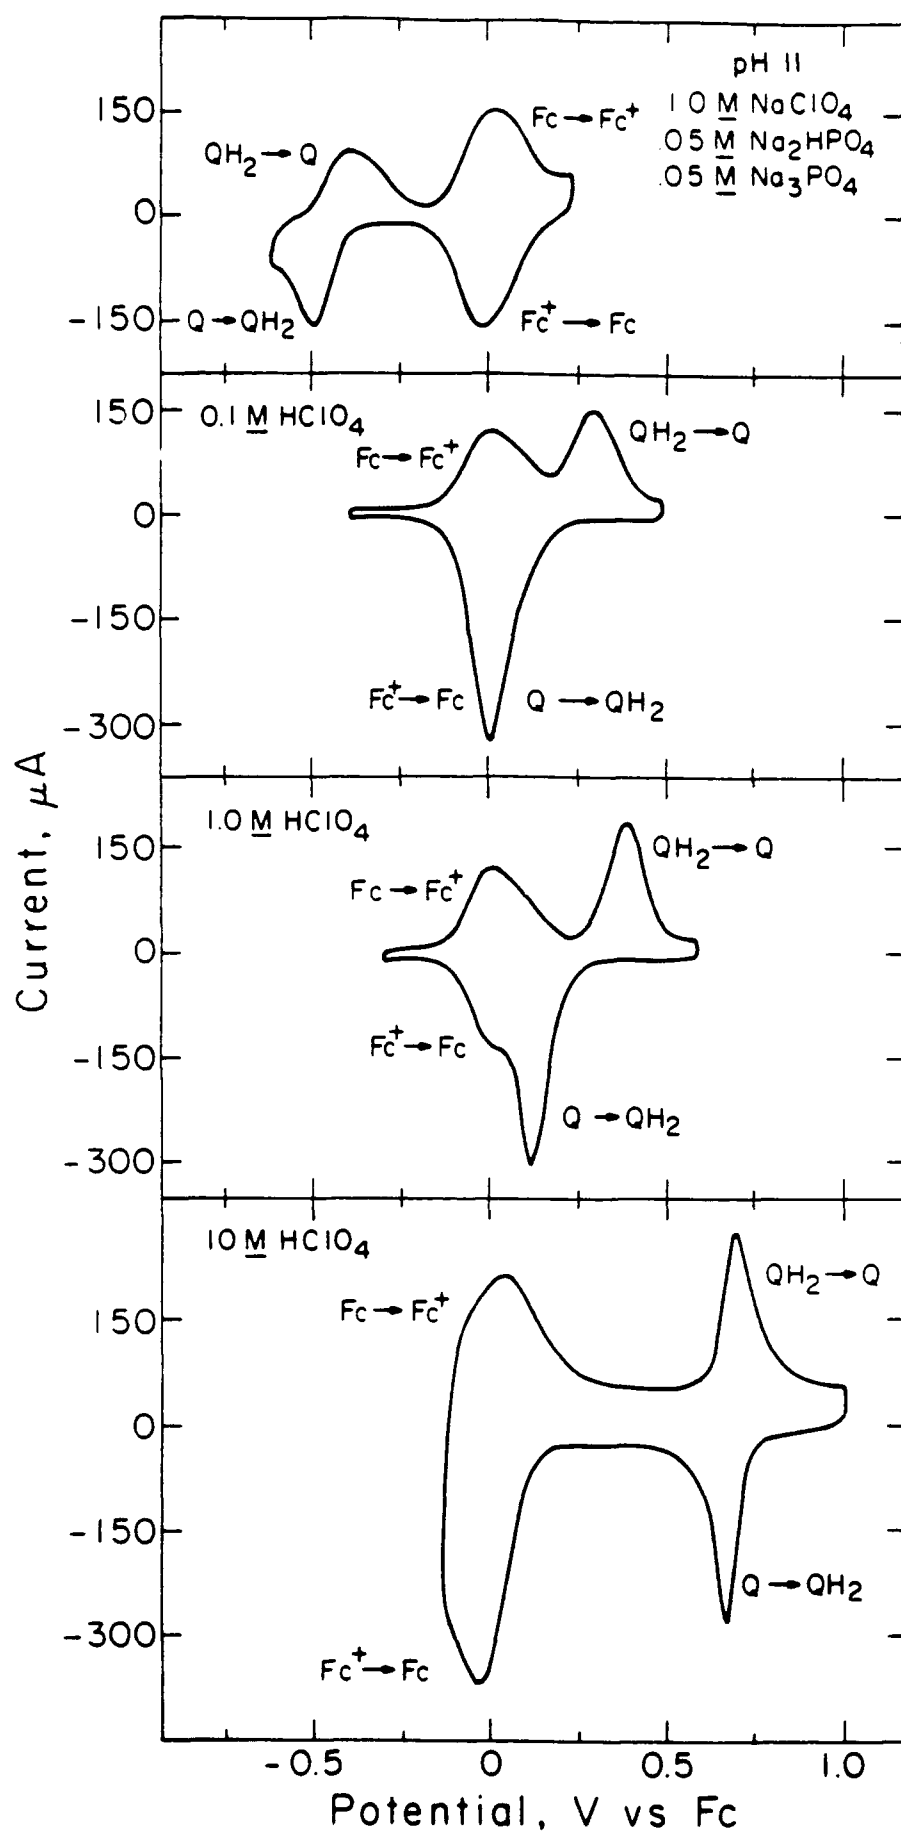 pH 11
1.0 M NaClO4
.05 M Na2HPO4
.05 M Na3PO4
150
0
-150
QH2→Q
Fc→Fc+
Q→QH2
Fc+→Fc
0.1 M HClO4
150
0
-150
-300
Fc→Fc+
QH2→Q
Fc+→Fc
Q→QH2
1.0 M HClO4
150
0
-150
-300
Fc→Fc+
QH2→Q
Fc+→Fc
Q→QH2
10 M HClO4
150
0
-150
-300
Fc→Fc+
QH2→Q
Q→QH2
Fc+→Fc
Current, µA
-0.5
0
0.5
1.0
Potential, V vs Fc